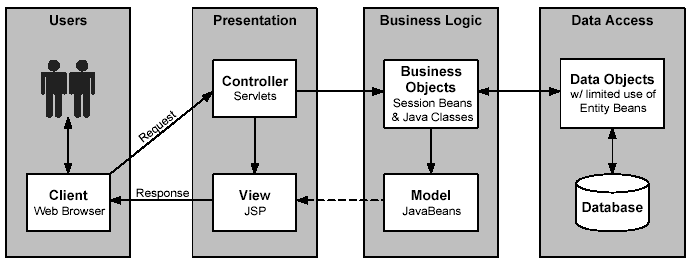 Users
Presentation
Business Logic
Data Access
Controller
Servlets
Business
Objects
Session Beans
& Java Classes
Data Objects
w/ limited use of
Entity Beans
Request
Client
Web Browser
Response
View
JSP
Model
JavaBeans
Database